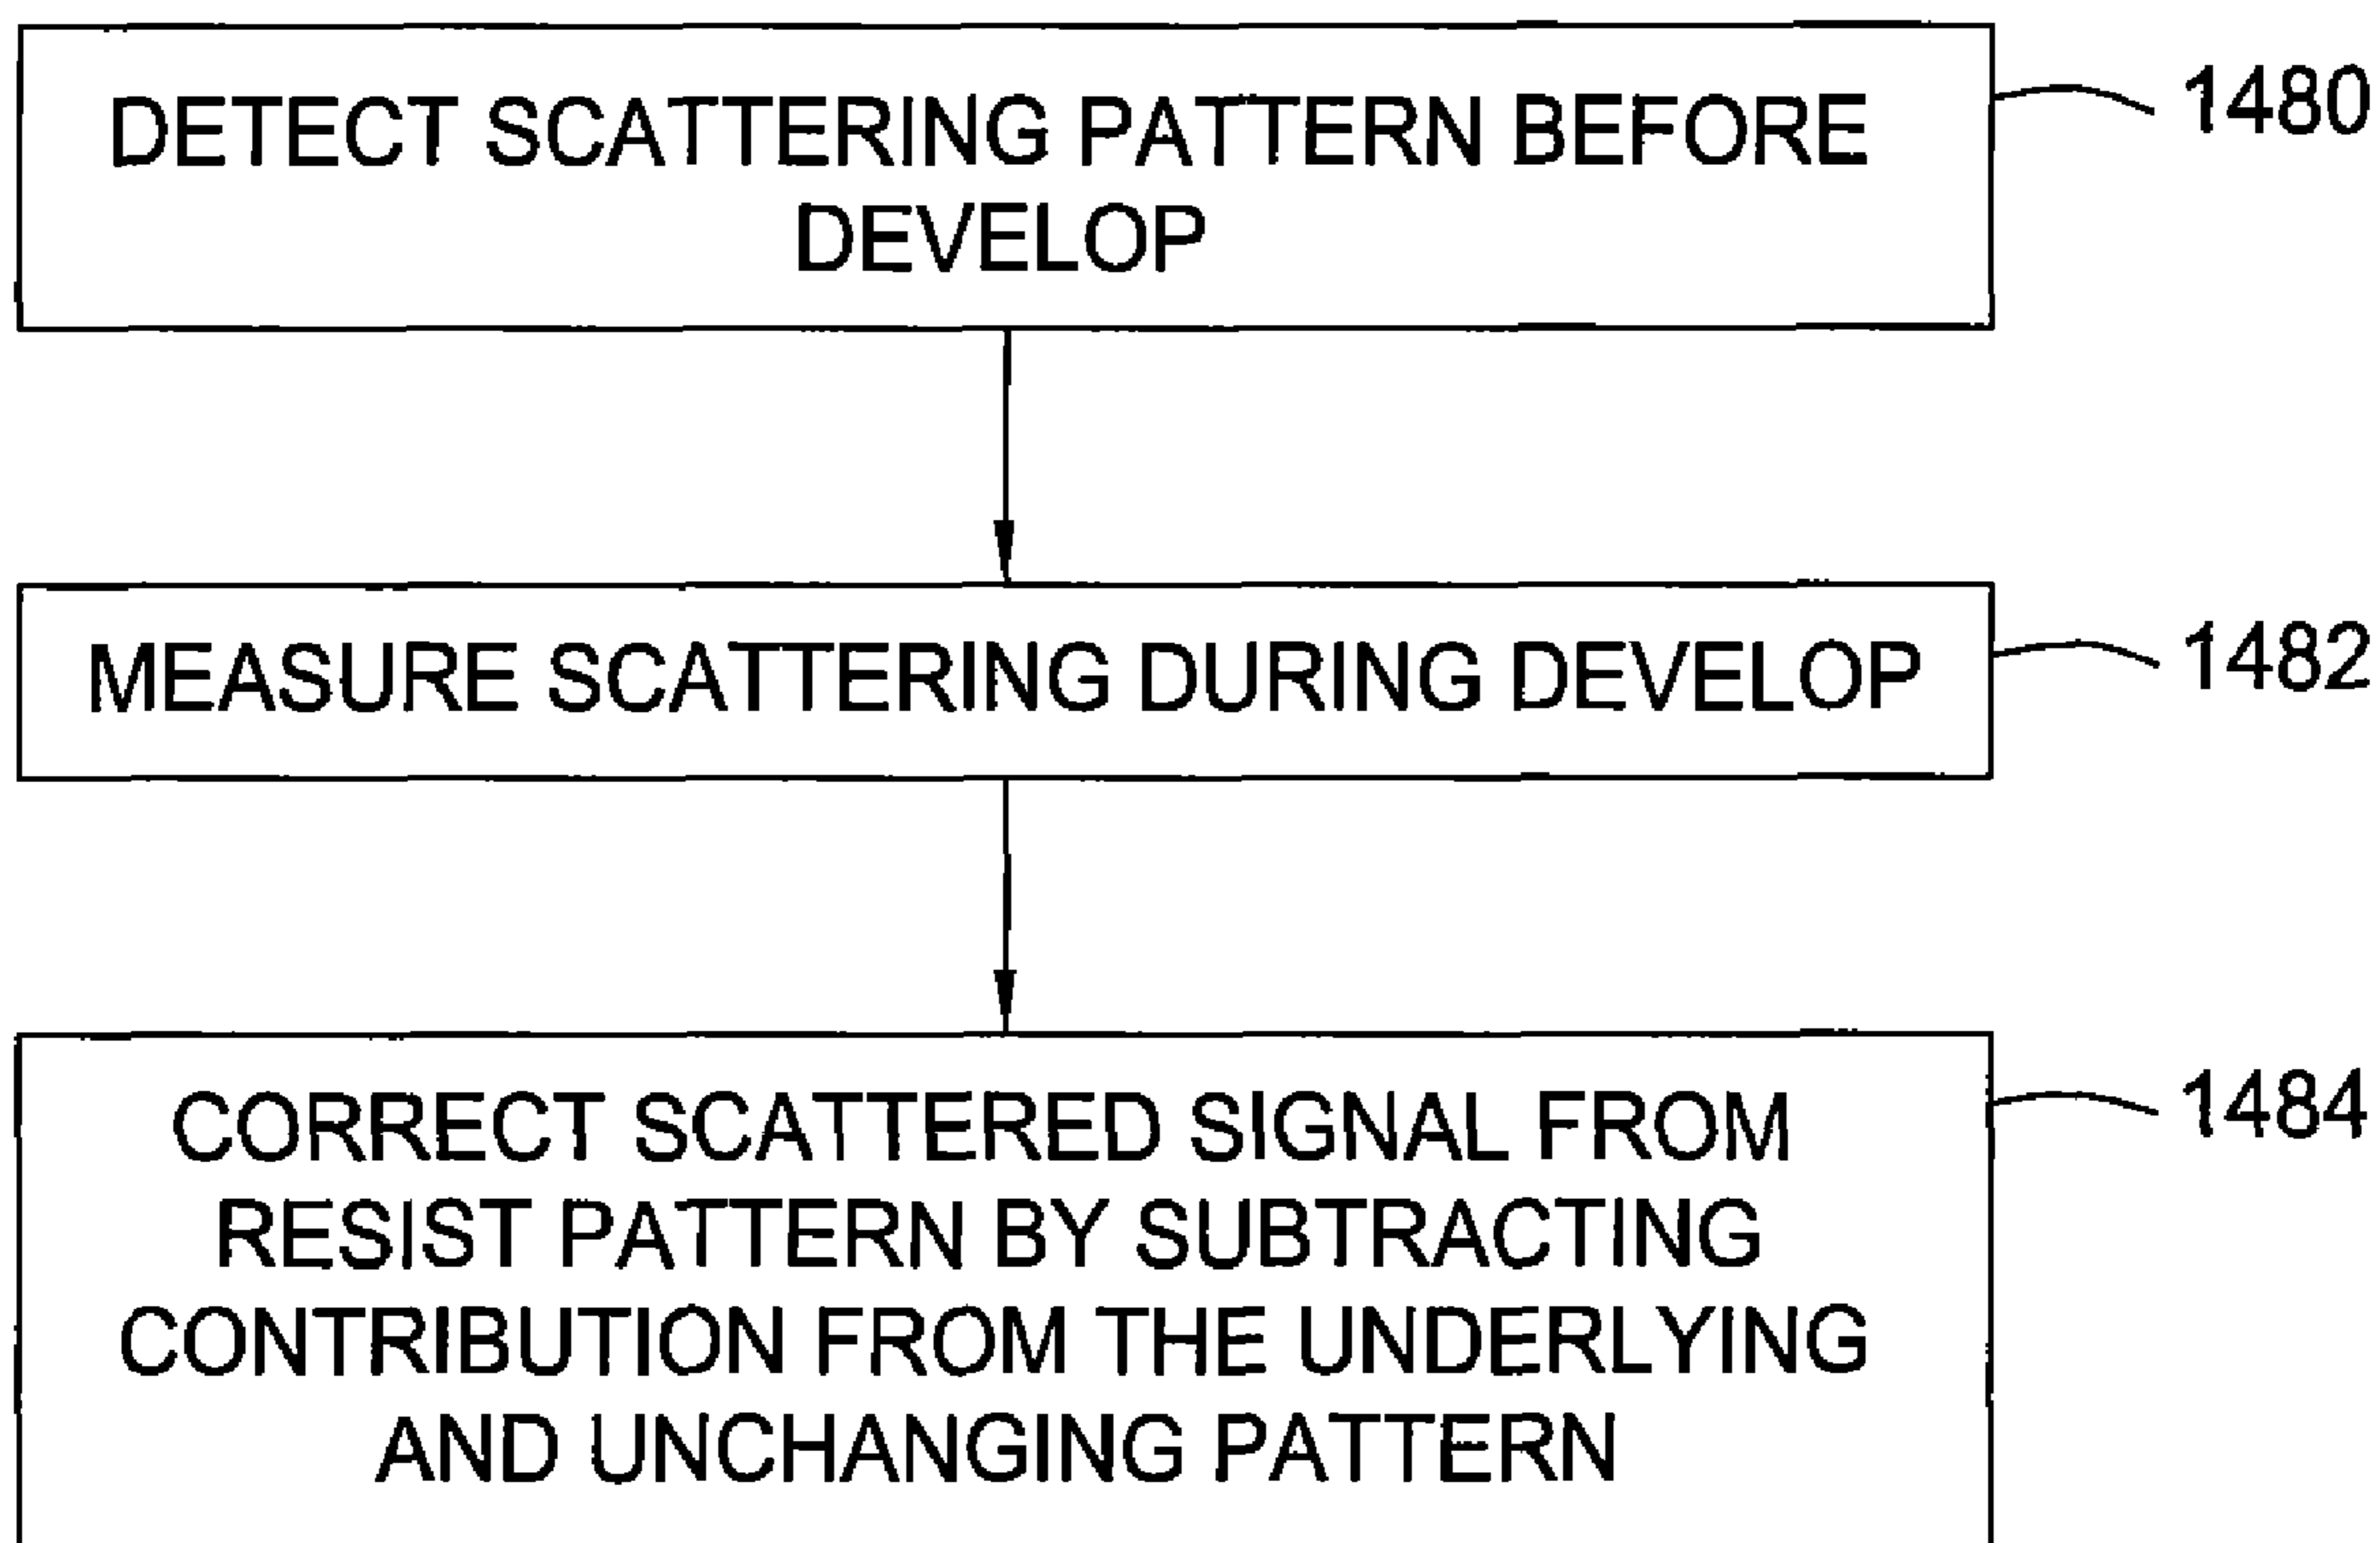 DETECT SCATTERING PATTERN BEFORE
DEVELOP
1480
MEASURE SCATTERING DURING DEVELOP
1482
CORRECT SCATTERED SIGNAL FROM
RESIST PATTERN BY SUBTRACTING
CONTRIBUTION FROM THE UNDERLYING
AND UNCHANGING PATTERN
1484